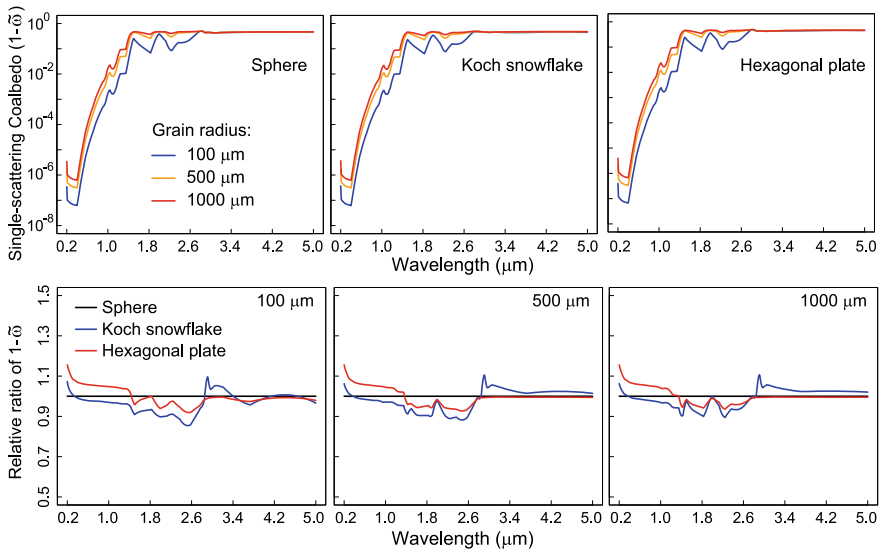 Single-scattering Coalbedo (1-ω̃)
10⁰
10⁻²
10⁻⁴
10⁻⁶
10⁻⁸
Sphere
Grain radius:
100 μm
500 μm
1000 μm
0.2 1.0 1.8 2.6 3.4 4.2 5.0
Koch snowflake
0.2 1.0 1.8 2.6 3.4 4.2 5.0
Hexagonal plate
0.2 1.0 1.8 2.6 3.4 4.2 5.0
Wavelength (μm)
Relative ratio of 1-ω̃
1.5
1.3
1.1
0.9
0.7
0.5
Sphere
Koch snowflake
Hexagonal plate
100 μm
0.2 1.0 1.8 2.6 3.4 4.2 5.0
500 μm
0.2 1.0 1.8 2.6 3.4 4.2 5.0
1000 μm
0.2 1.0 1.8 2.6 3.4 4.2 5.0
Wavelength (μm)